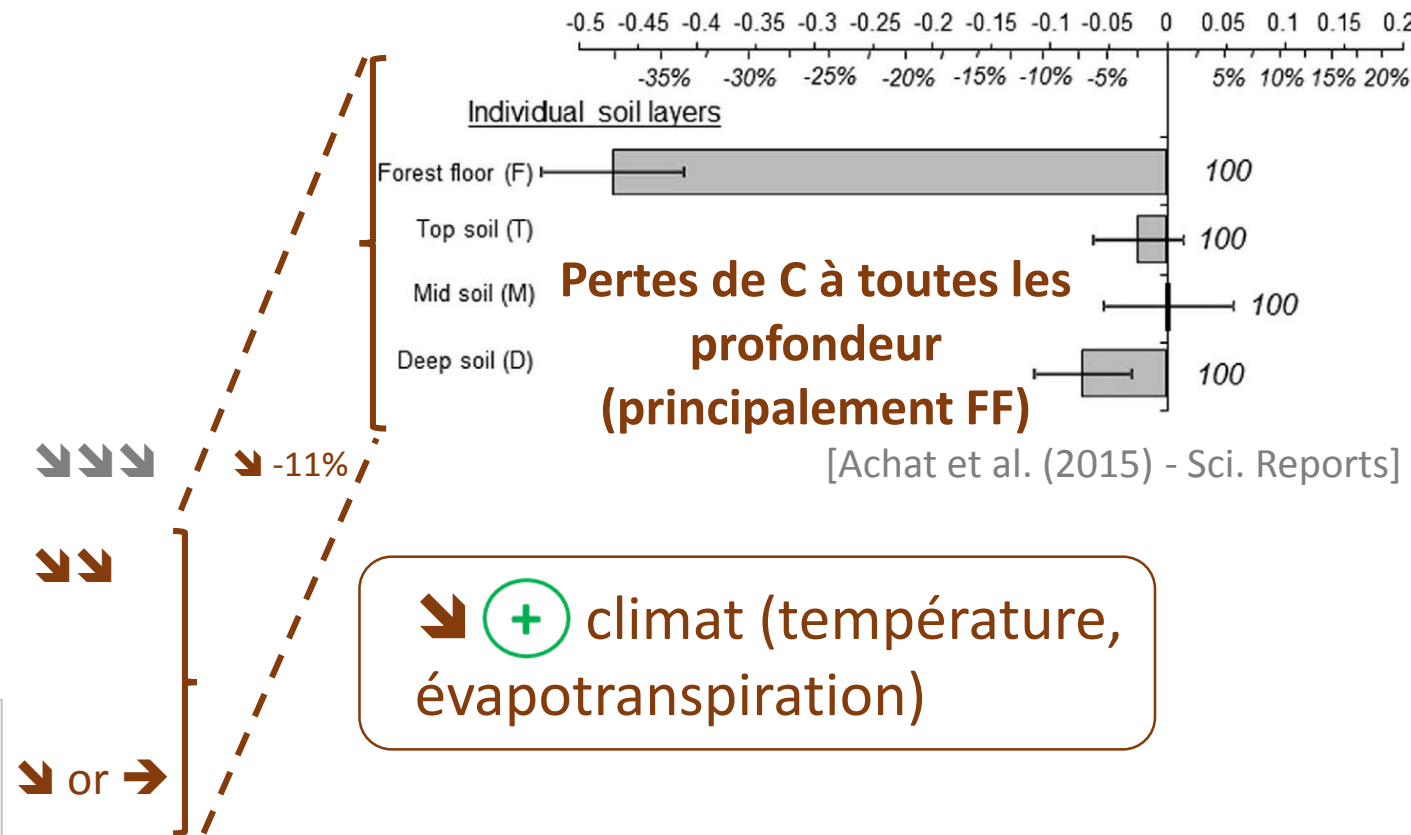 -0.5 -0.45 -0.4 -0.35 -0.3 -0.25 -0.2 -0.15 -0.1 -0.05 0 0.05 0.1 0.15 0.2
-35% -30% -25% -20% -15% -10% -5% 5% 10% 15% 20%
Individual soil layers
Forest floor (F) 100
Top soil (T) 100
Mid soil (M) 100
Deep soil (D) 100
Pertes de C à toutes les
profondeur
(principalement FF)
➘➘➘ ➘ -11%
[Achat et al. (2015) - Sci. Reports]
➘➘
➘ + climat (température,
évapotranspiration)
➘ or ➔